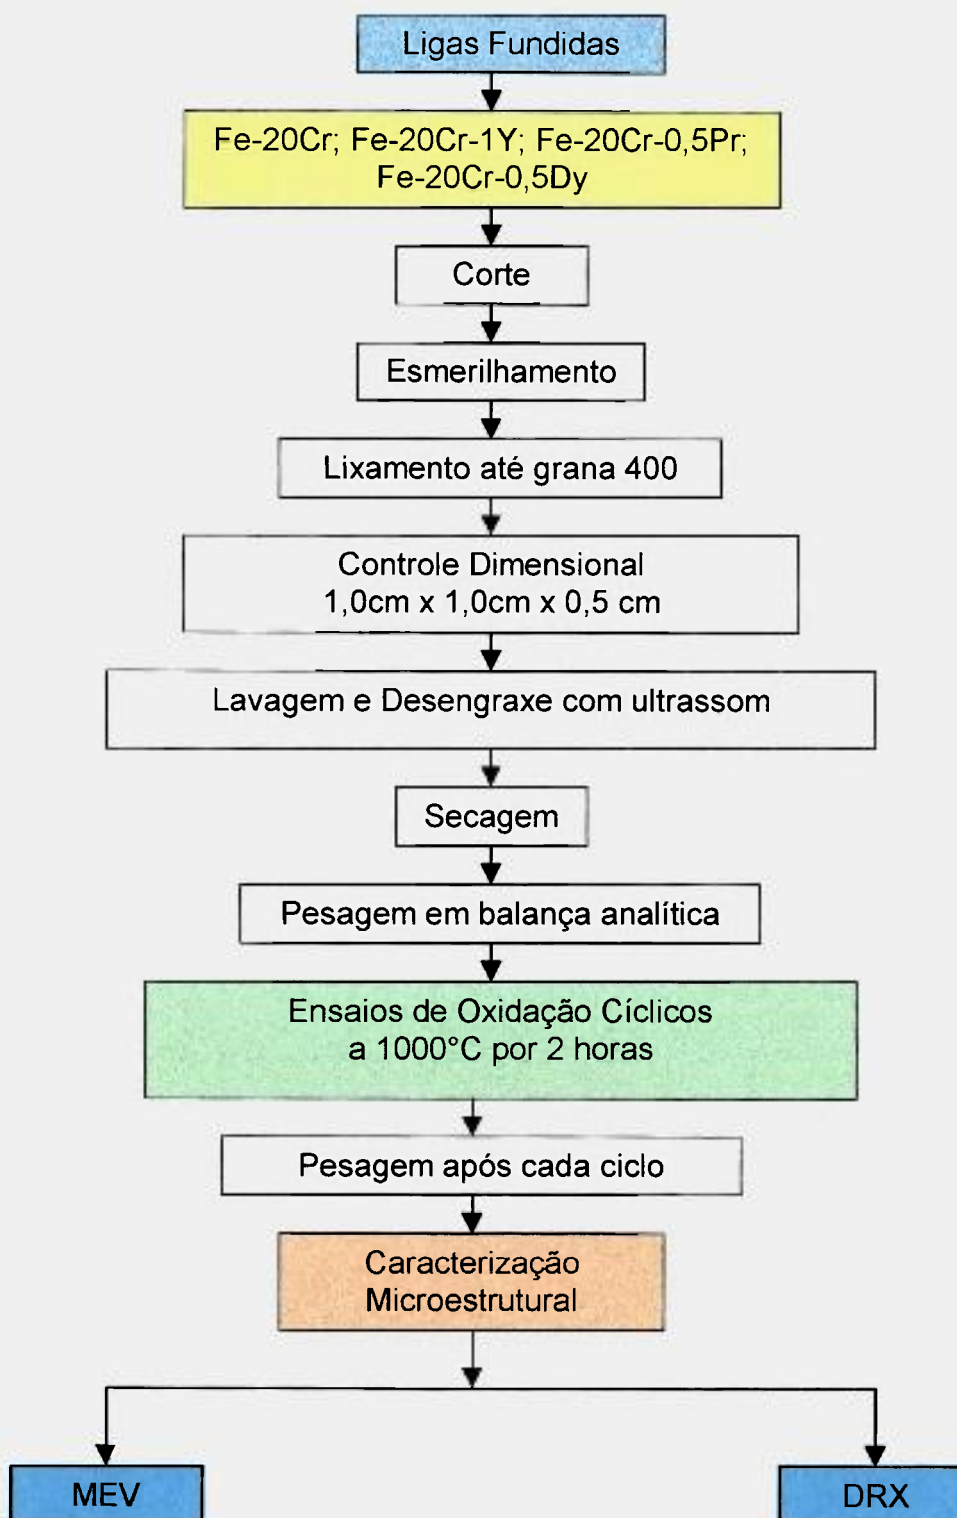 Ligas Fundidas
Fe-20Cr; Fe-20Cr-1Y; Fe-20Cr-0,5Pr;
Fe-20Cr-0,5Dy
Corte
Esmerilhamento
Lixamento até grana 400
Controle Dimensional
1,0cm x 1,0cm x 0,5 cm
Lavagem e Desengraxe com ultrassom
Secagem
Pesagem em balança analítica
Ensaios de Oxidação Cíclicos
a 1000°C por 2 horas
Pesagem após cada ciclo
Caracterização
Microestrutural
MEV
DRX